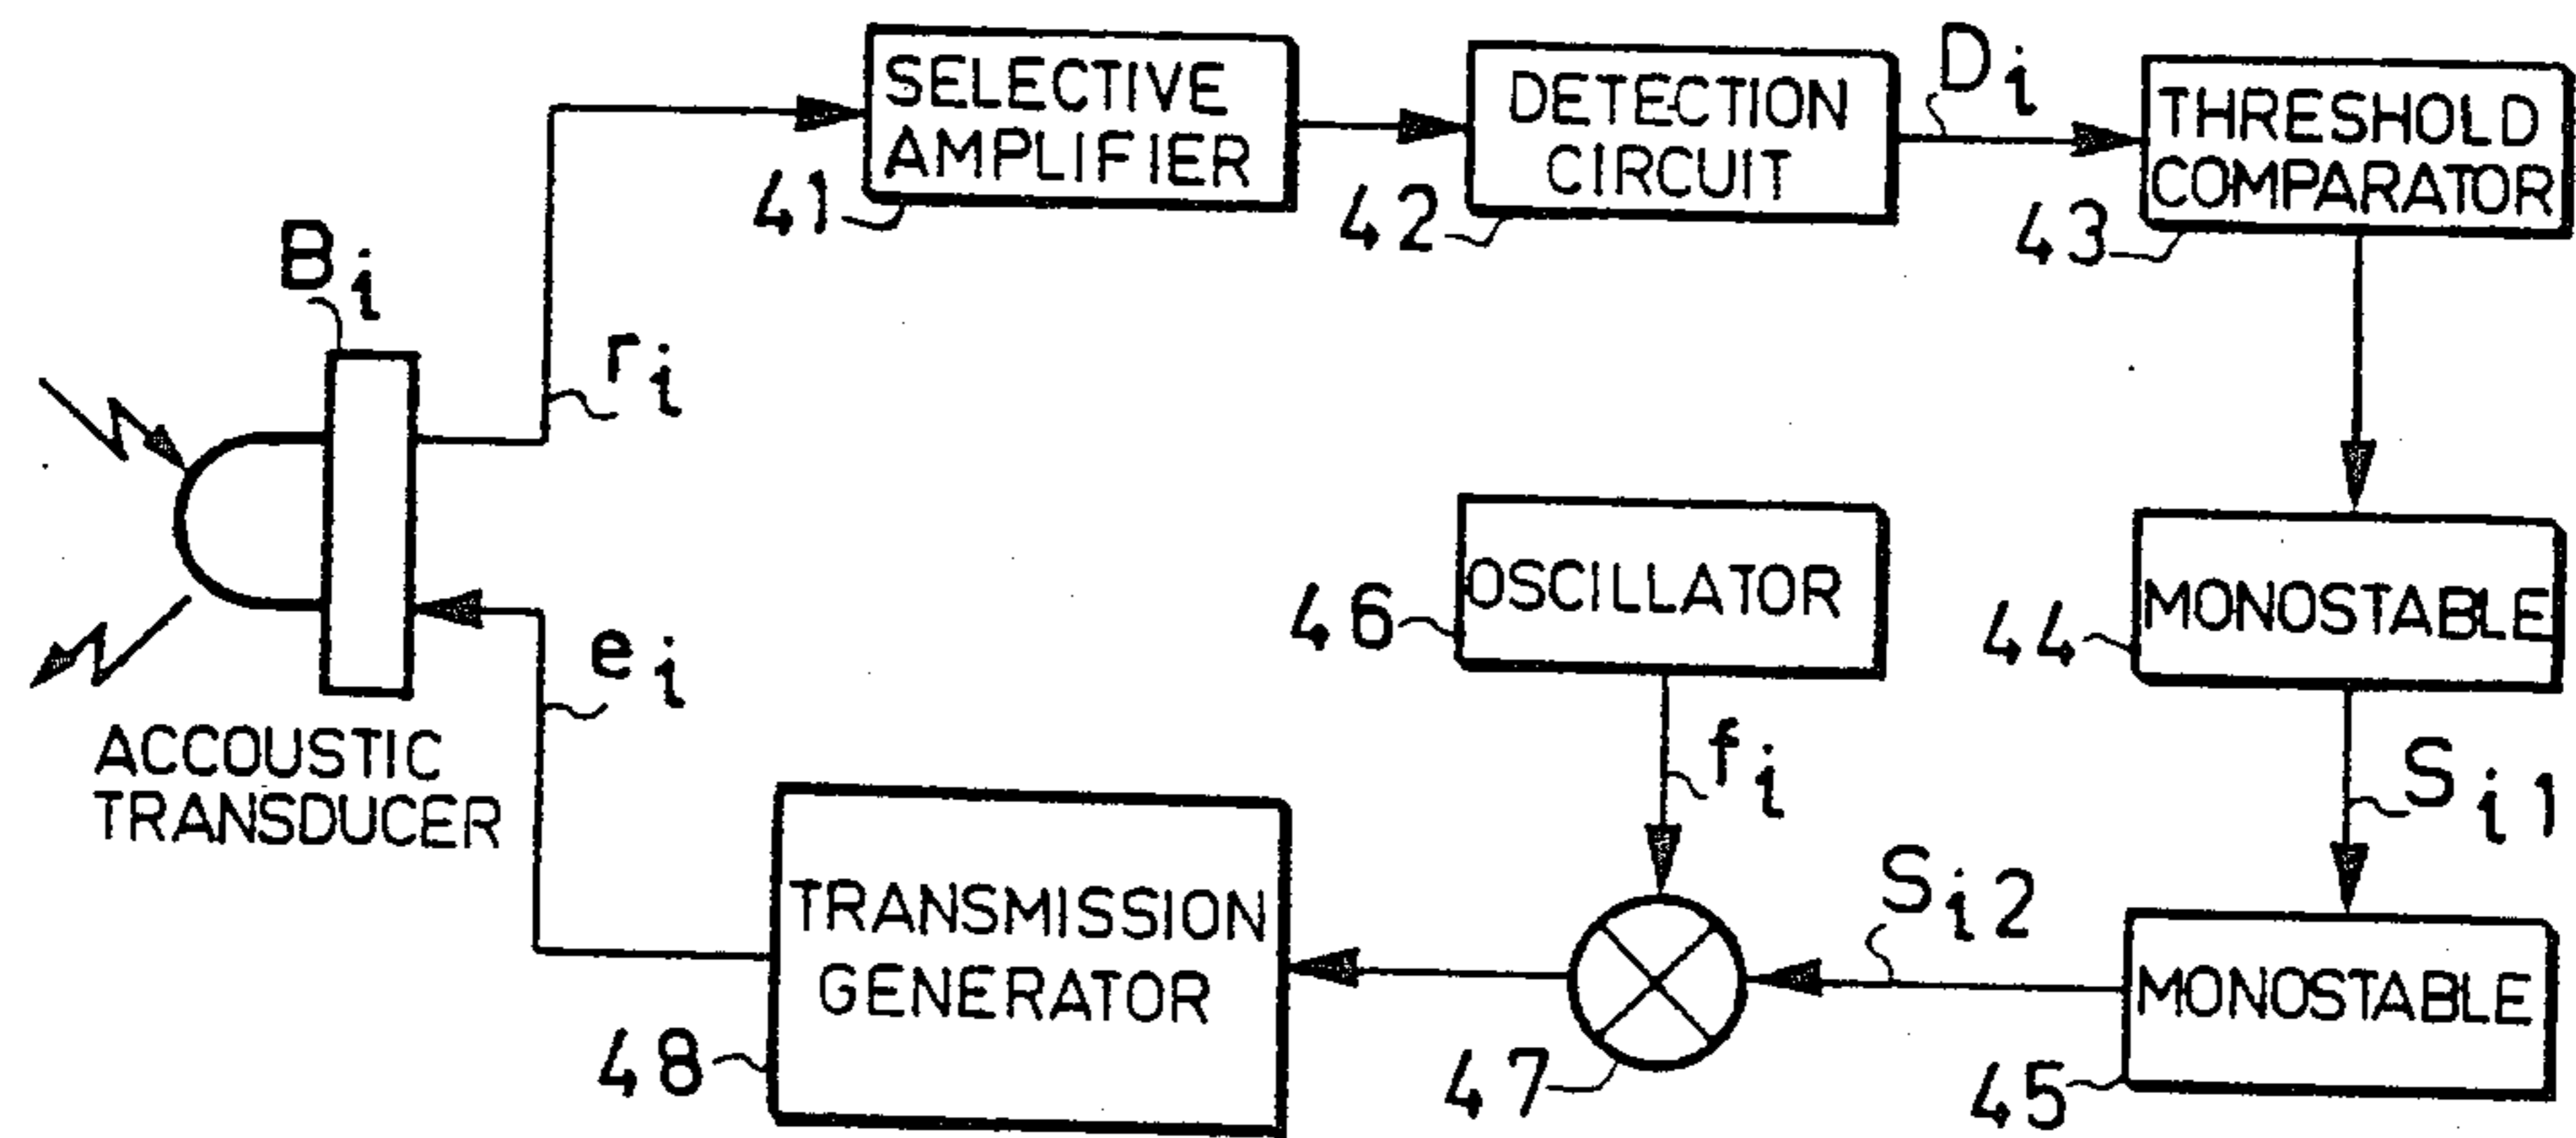 SELECTIVE
AMPLIFIER
41
DETECTION
CIRCUIT
42
Di
THRESHOLD
COMPARATOR
43
Bi
ri
OSCILLATOR
46
MONOSTABLE
44
ei
fi
Si1
ACCOUSTIC
TRANSDUCER
TRANSMISSION
GENERATOR
48
47
Si2
MONOSTABLE
45